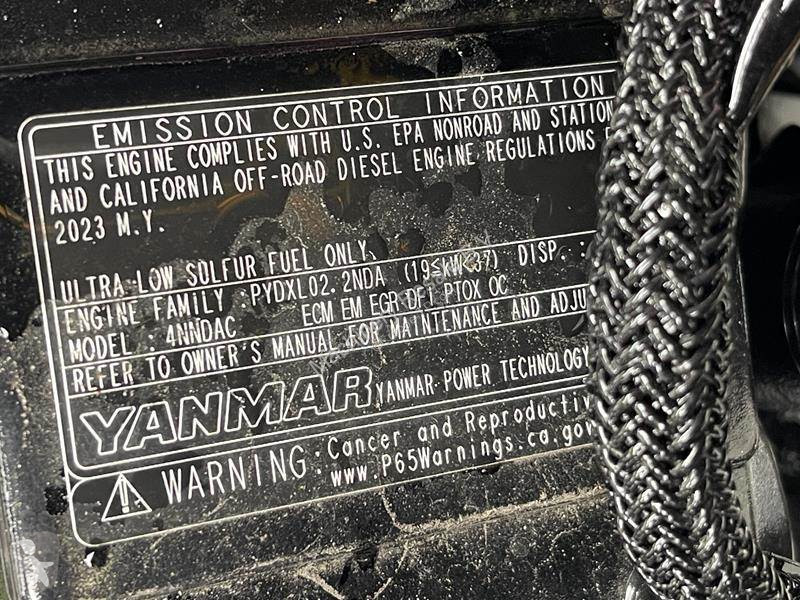 EMISSION CONTROL INFORMATION
THIS ENGINE COMPLIES WITH U.S. EPA NONROAD AND STATION
AND CALIFORNIA OFF-ROAD DIESEL ENGINE REGULATIONS F
2023 M.Y.
ULTRA LOW SULFUR FUEL ONLY
ENGINE FAMILY : PYDXL02.2NDA (19≤kW<37) DISP. :
MODEL : 4NNDAC ECM EM EGR DFI PTOX OC
REFER TO OWNER'S MANUAL FOR MAINTENANCE AND ADJU
YANMAR YANMAR POWER TECHNOLOGY
WARNING : Cancer and Reproductiv
www.P65Warnings.ca.gov